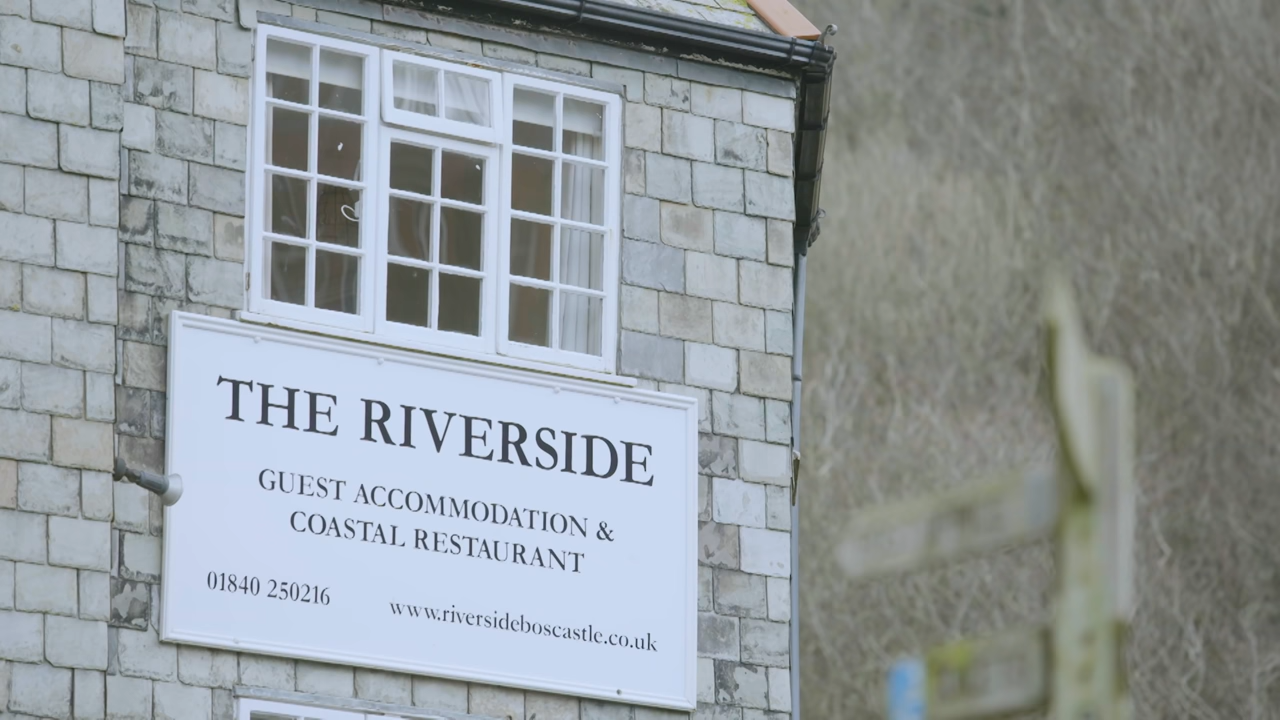 THE RIVERSIDE
GUEST ACCOMMODATION &
COASTAL RESTAURANT
01840 250216
www.riversideboscastle.co.uk